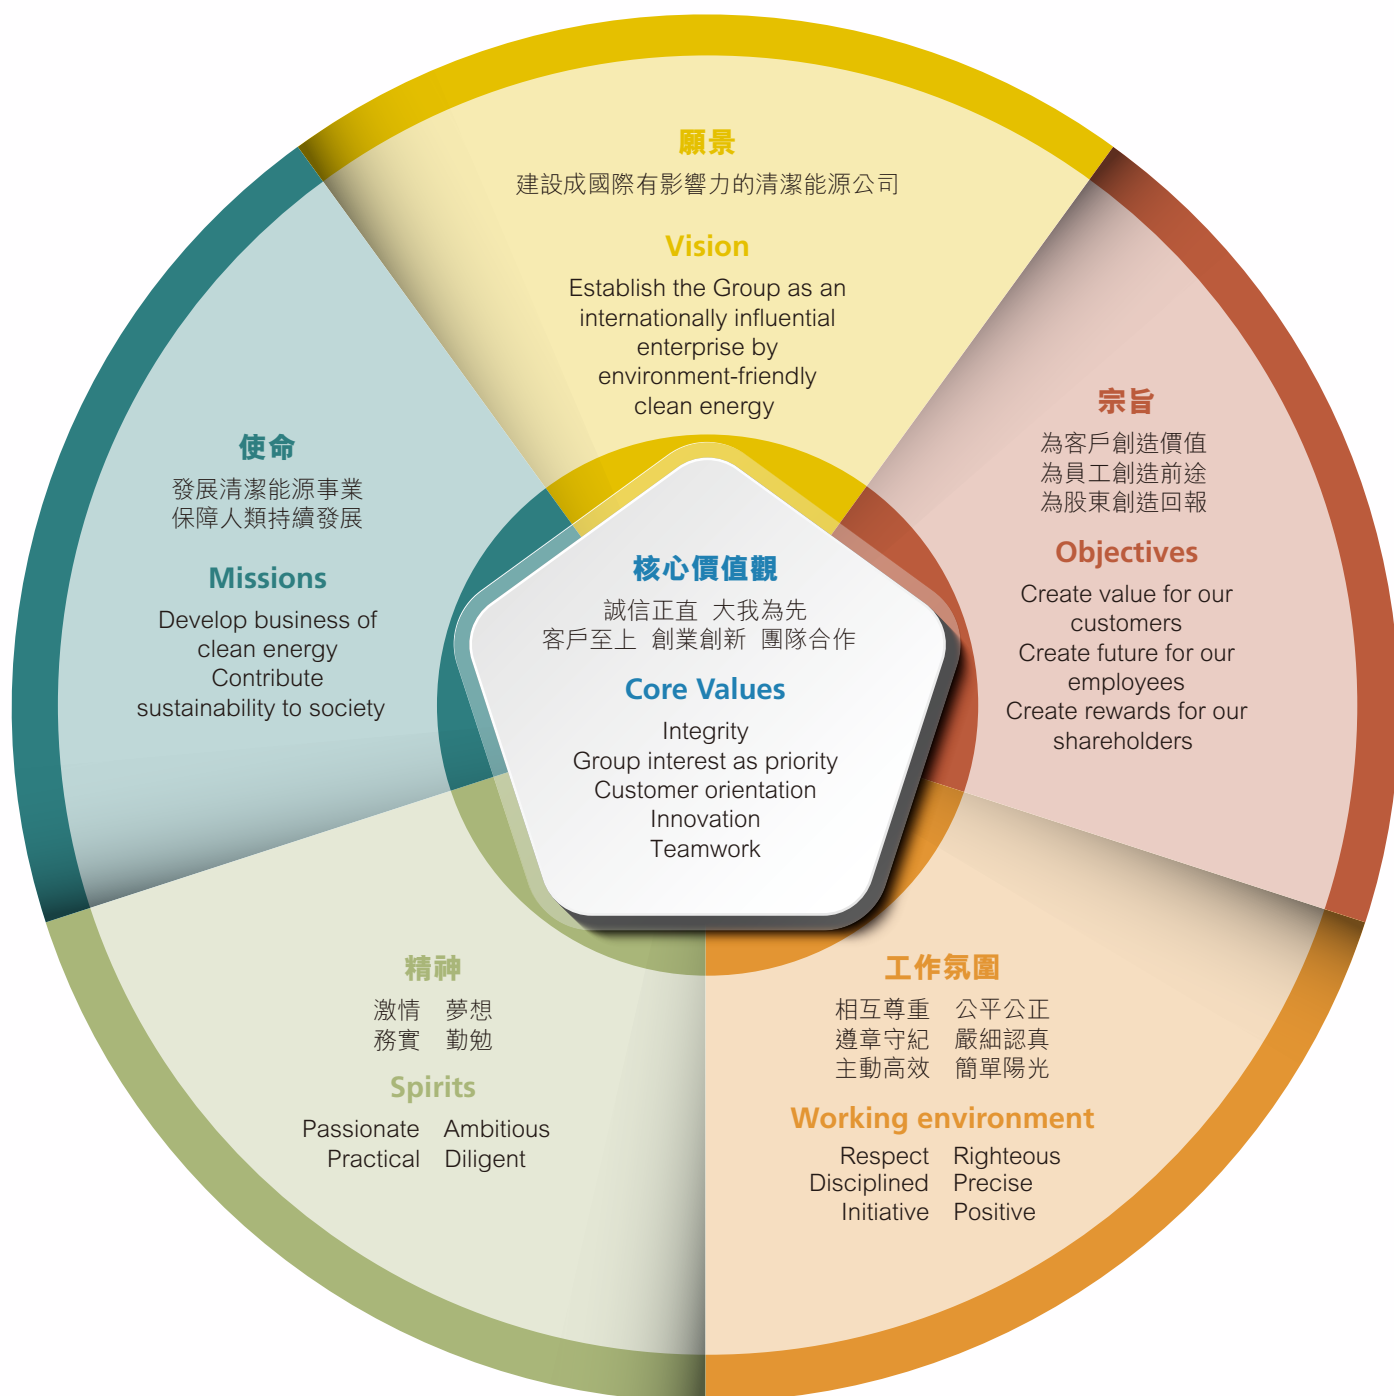 願景
建設成國際有影響力的清潔能源公司
Vision
Establish the Group as an
internationally influential
enterprise by
environment-friendly
clean energy
宗旨
為客戶創造價值
為員工創造前途
為股東創造回報
Objectives
Create value for our
customers
Create future for our
employees
Create rewards for our
shareholders
使命
發展清潔能源事業
保障人類持續發展
Missions
Develop business of
clean energy
Contribute
sustainability to society
核心價值觀
誠信正直 大我為先
客戶至上 創業創新 團隊合作
Core Values
Integrity
Group interest as priority
Customer orientation
Innovation
Teamwork
精神
激情 夢想
務實 勤勉
Spirits
Passionate Ambitious
Practical Diligent
工作氛圍
相互尊重 公平公正
遵章守紀 嚴細認真
主動高效 簡單陽光
Working environment
Respect Righteous
Disciplined Precise
Initiative Positive